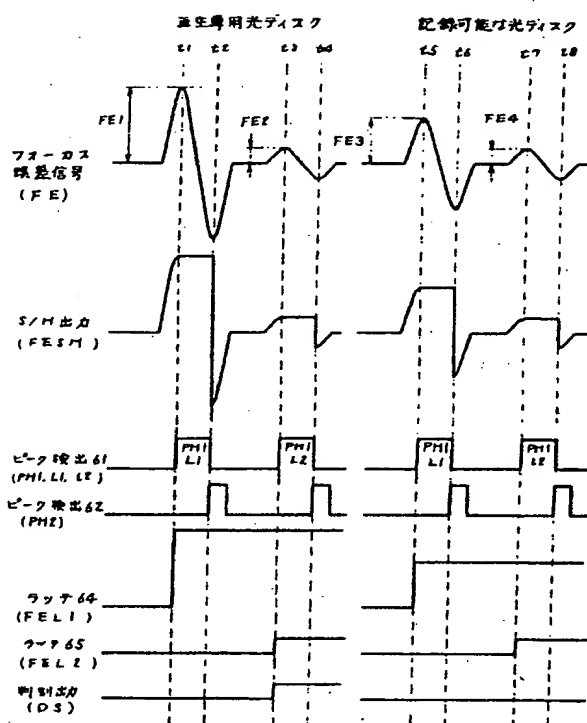 再生専用光ディスク
記録可能な光ディスク
t1 t2 t3 t4 t5 t6 t7 t8
FE1
FE2
FE3
FE4
フォーカス
誤差信号
(FE)
S/H出力
(FESH)
ピーク検出61
(PH1.L1.L2)
PH1
L1
PH1
L2
PH1
L1
PH1
L2
ピーク検出62
(PH2)
ラッチ64
(FEL1)
ラッチ65
(FEL2)
判別出力
(DS)